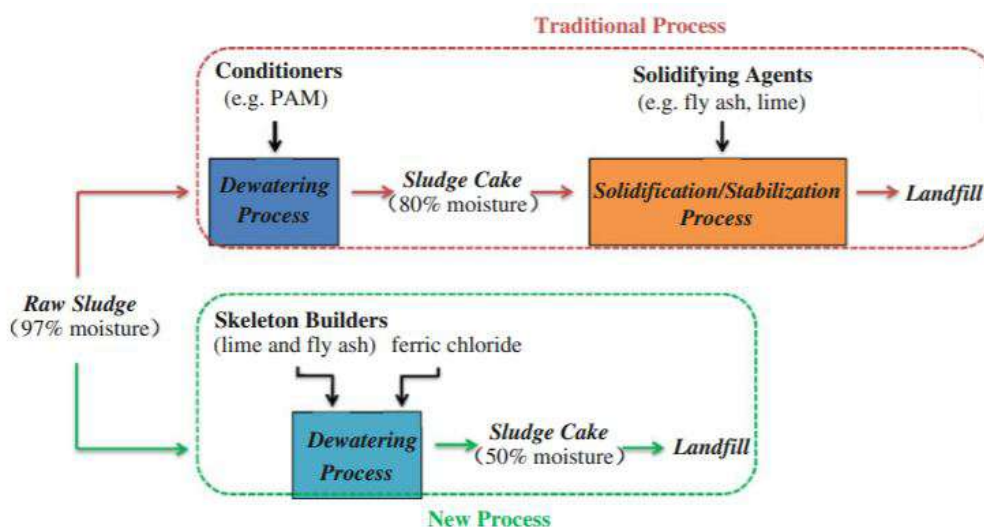 Traditional Process
Conditioners
(e.g. PAM)
Solidifying Agents
(e.g. fly ash, lime)
Dewatering
Process
Sludge Cake
(80% moisture)
Solidification/Stabilization
Process
Landfill
Raw Sludge
(97% moisture)
Skeleton Builders
(lime and fly ash) ferric chloride
Dewatering
Process
Sludge Cake
(50% moisture)
Landfill
New Process